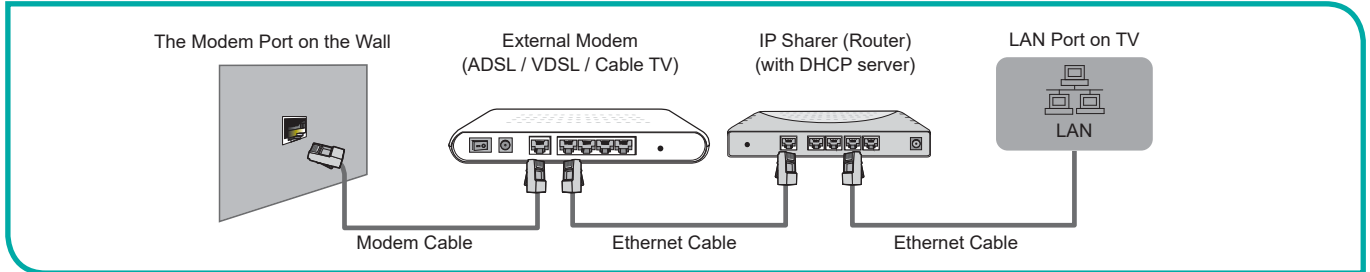 The Modem Port on the Wall
External Modem
(ADSL / VDSL / Cable TV)
IP Sharer (Router)
(with DHCP server)
LAN Port on TV
LAN
Modem Cable
Ethernet Cable
Ethernet Cable